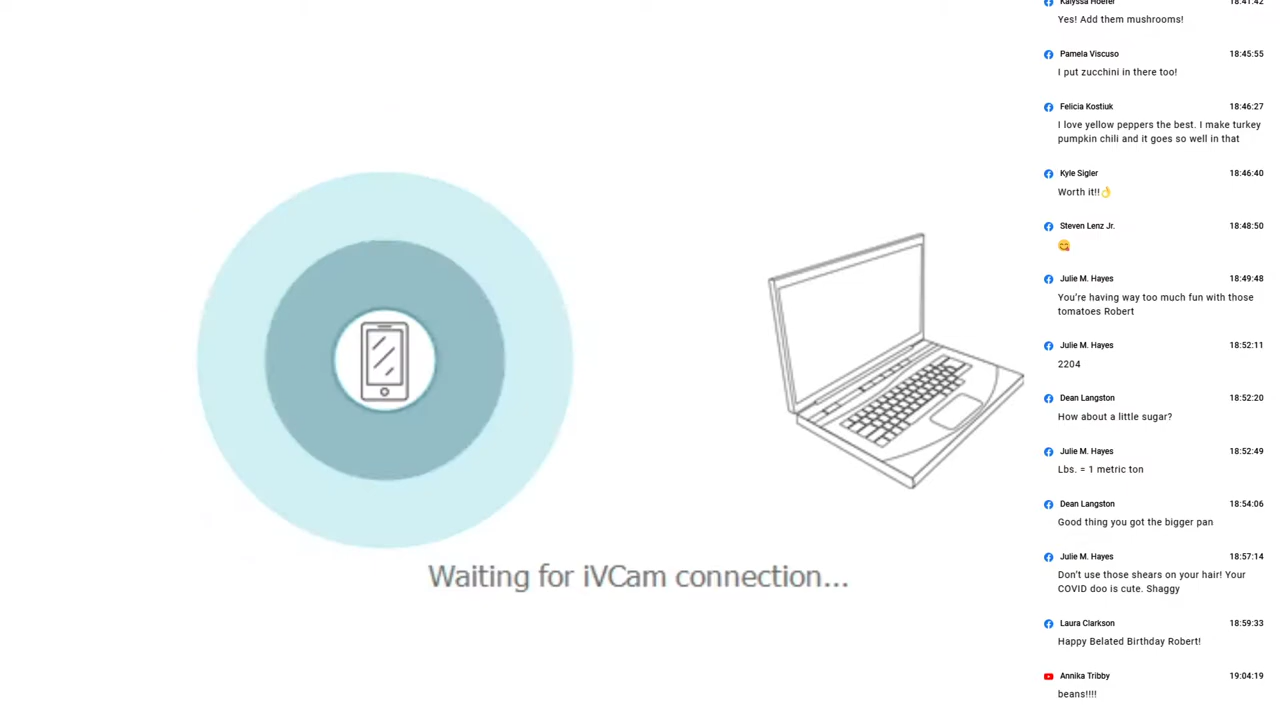 Kalyssa Hoefer 18:41:42
Yes! Add them mushrooms!
Pamela Viscuso 18:45:55
I put zucchini in there too!
Felicia Kostiuk 18:46:27
I love yellow peppers the best. I make turkey
pumpkin chili and it goes so well in that
Kyle Sigler 18:46:40
Worth it!!👌
Steven Lenz Jr. 18:48:50
😋
Julie M. Hayes 18:49:48
You’re having way too much fun with those
tomatoes Robert
Julie M. Hayes 18:52:11
2204
Dean Langston 18:52:20
How about a little sugar?
Julie M. Hayes 18:52:49
Lbs. = 1 metric ton
Dean Langston 18:54:06
Good thing you got the bigger pan
Julie M. Hayes 18:57:14
Don’t use those shears on your hair! Your
COVID doo is cute. Shaggy
Laura Clarkson 18:59:33
Happy Belated Birthday Robert!
Annika Tribby 19:04:19
beans!!!!
Waiting for iVCam connection...